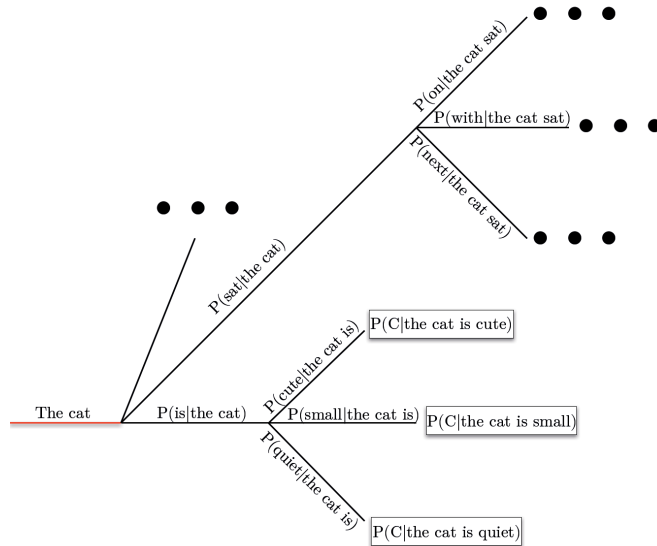 P(on|the cat sat)
P(with|the cat sat)
P(next|the cat sat)
P(sat|the cat)
P(C|the cat is cute)
P(cute|the cat is)
The cat
P(is|the cat)
P(small|the cat is)
P(C|the cat is small)
P(quiet|the cat is)
P(C|the cat is quiet)